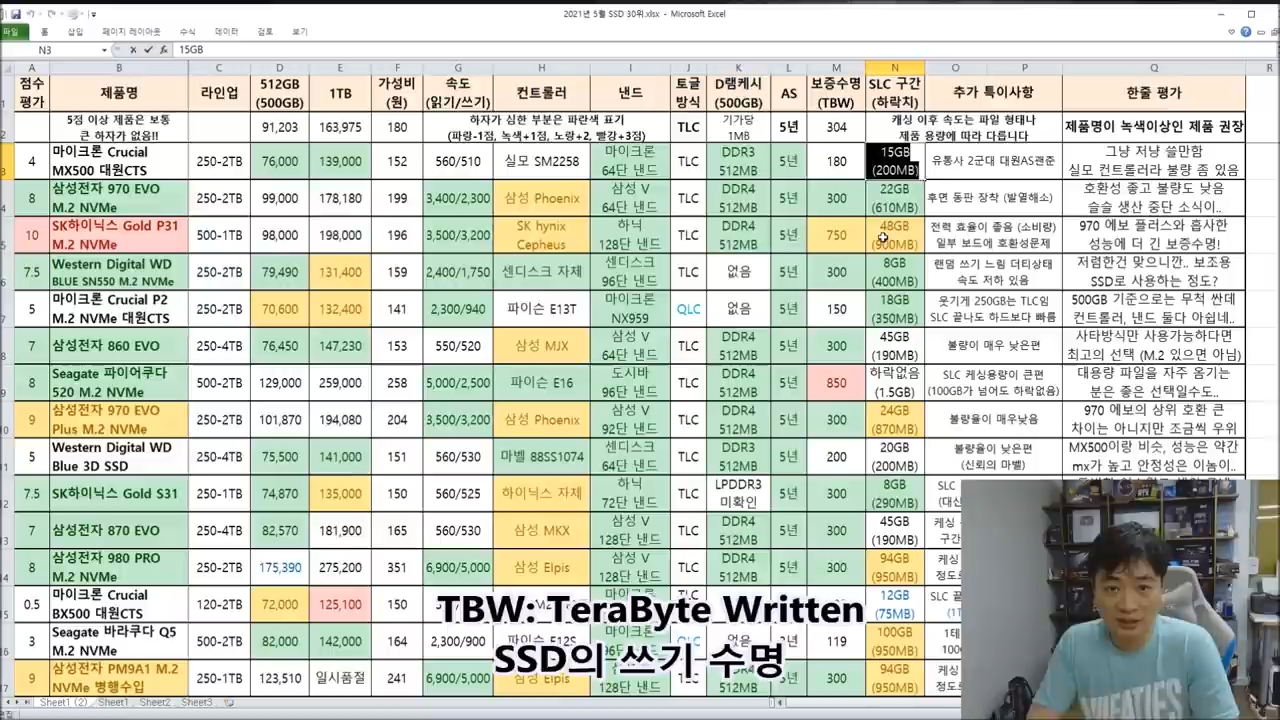 2021년 5월 SSD 30위.xlsx - Microsoft Excel
파일 홈 삽입 페이지 레이아웃 수식 데이터 검토 보기
N3 15GB
A B C D E F G H I J K L M N O P Q R
점수 평가 제품명 라인업 512GB (500GB) 1TB 가성비 (원) 속도 (읽기/쓰기) 컨트롤러 낸드 토글 방식 D램케시 (500GB) AS 보증수명 (TBW) SLC 구간 (하락치) 추가 특이사항 한줄 평가
5점 이상 제품은 보통 큰 하자가 없음!! 91,203 163,975 180 하자가 심한 부분은 파란색 표기 (파랑-1점, 녹색+1점, 노랑+2, 빨강+3점) TLC 기가당 1MB 5년 304 캐싱 이후 속도는 파일 형태나 제품 용량에 따라 다릅니다 제품명이 녹색이상인 제품 권장
4 마이크론 Crucial MX500 대원CTS 250-2TB 76,000 139,000 152 560/510 실모 SM2258 마이크론 64단 낸드 TLC DDR3 512MB 5년 180 15GB (200MB) 유통사 2군데 대원AS괜준 그냥 저냥 쓸만함 실모 컨트롤러라 불량 좀 있음
8 삼성전자 970 EVO M.2 NVMe 250-2TB 99,000 178,190 199 3,400/2,300 삼성 Phoenix 삼성 V 64단 낸드 TLC DDR4 512MB 5년 300 22GB (610MB) 후면 동판 장착 (발열해소) 호환성 좋고 불량도 낮음 슬슬 생산 중단 소식이..
10 SK하이닉스 Gold P31 M.2 NVMe 250-2TB 98,000 198,000 196 3,500/3,200 SK hynix Cepheus 하닉 128단 낸드 TLC DDR4 512MB 5년 750 48GB 전력 효율이 좋음 (소비량) 일부 보드에 호환성문제 970 에보 플러스와 흡사한 성능에 더 긴 보증수명!
7.5 Western Digital WD BLUE SN550 M.2 NVMe 250-2TB 79,490 131,400 159 2,400/1,750 센디스크 자체 센디스크 96단 낸드 TLC 없음 5년 300 8GB (400MB) 랜덤 쓰기 느림 더티상태 속도 저하 있음 저렴한건 맞으니깐.. 보조용 SSD로 사용하는 정도?
5 마이크론 Crucial P2 M.2 NVMe 대원CTS 250-2TB 70,600 132,400 141 2,300/940 파이슨 E13T 마이크론 NX959 QLC 없음 5년 150 18GB (350MB) 웃기게 250GB는 TLC임 SLC 끝나도 하드보다 빠름 500GB 기준으로는 무척 싼데 컨트롤러, 낸드 둘다 아쉽네..
7 삼성전자 860 EVO 250-4TB 76,450 147,230 153 550/520 삼성 MJX 삼성 V 64단 낸드 TLC DDR4 512MB 5년 300 45GB (190MB) 불량이 매우 낮은편 사타방식만 사용가능하다면 최고의 선택 (M.2 있으면 아님)
8 Seagate 파이어쿠다 520 M.2 NVMe 500-2TB 129,000 259,000 258 5,000/2,500 파이슨 E16 도시바 96단 낸드 TLC DDR4 512MB 5년 850 하락없음 (1.5GB) SLC 케싱용량이 큰편 (100GB가 넘어도 하락없음) 대용량 파일을 자주 옮기는 분은 좋은 선택일수도..
9 삼성전자 970 EVO Plus M.2 NVMe 250-2TB 101,870 194,080 204 3,500/3,200 삼성 Phoenix 삼성 V 92단 낸드 TLC DDR4 512MB 5년 300 24GB (870MB) 불량율이 매우낮음 970 에보의 상위 호환 큰 차이는 아니지만 조금씩 우위
5 Western Digital WD Blue 3D SSD 250-4TB 75,500 141,000 151 560/530 마벨 88SS1074 센디스크 64단 낸드 TLC DDR3 512MB 5년 200 20GB (200MB) 불량율이 낮은편 (신뢰의 마벨) MX500이랑 비슷, 성능은 약간 mx가 높고 안정성은 이놈이..
7.5 SK하이닉스 Gold S31 250-1TB 74,870 135,000 150 560/525 하이닉스 자체 하닉 72단 낸드 TLC LPDDR3 미확인 5년 300 8GB (290MB) SLC
7 삼성전자 870 EVO 250-4TB 82,570 181,900 165 560/530 삼성 MKX 삼성 V 128단 낸드 TLC DDR4 512MB 5년 300 45GB (190MB) 케싱
8 삼성전자 980 PRO M.2 NVMe 250-2TB 175,390 275,200 351 6,900/5,000 삼성 Elpis 삼성 V 128단 낸드 TLC DDR4 512MB 5년 300 94GB (950MB) 케싱 정도
0.5 마이크론 Crucial BX500 대원CTS 120-2TB 72,000 125,100 150 12GB (75MB) SLC
3 Seagate 바라쿠다 Q5 M.2 NVMe 500-2TB 82,000 142,000 164 2,300/900 파이슨 E12S 없음 119 100GB (950MB)
9 삼성전자 PM9A1 M.2 NVMe 병행수입 250-1TB 123,510 일시품절 241 6,900/5,000 삼성 Elpis 128단 낸드 TLC 512MB 5년 300 94GB (950MB) 케싱 정도
TBW: TeraByte Written
SSD의 쓰기 수명
Sheet1 (2) Sheet1 Sheet2 Sheet3